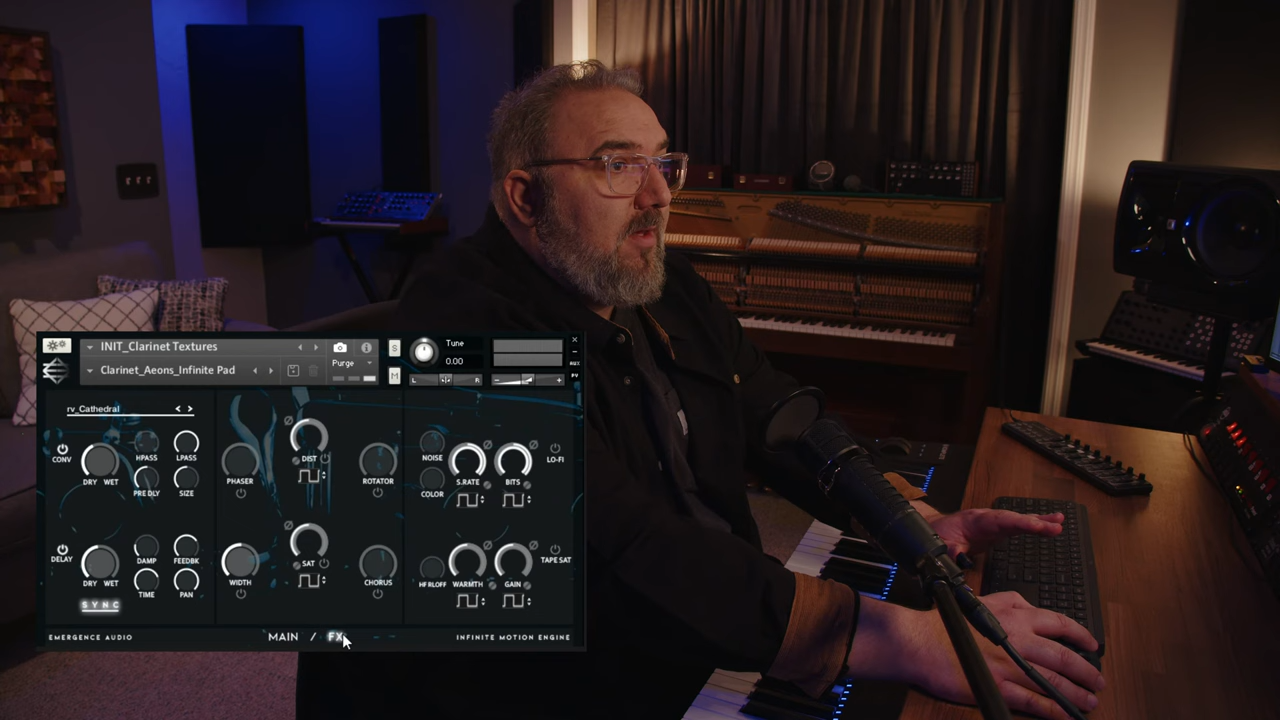 INIT_Clarinet Textures
S
Tune
0.00
Purge
Clarinet_Aeons_Infinite Pad
M
L
R
AUX
PV
rv_Cathedral
CONV
DRY WET
HPASS
LPASS
PRE DLY
SIZE
PHASER
DIST
ROTATOR
NOISE
COLOR
S.RATE
BITS
LO-FI
DELAY
DRY WET
DAMP
FEEDBK
TIME
PAN
SYNC
WIDTH
SAT
CHORUS
HF RLOFF
WARMTH
GAIN
TAPE SAT
EMERGENCE AUDIO
MAIN / FX
INFINITE MOTION ENGINE